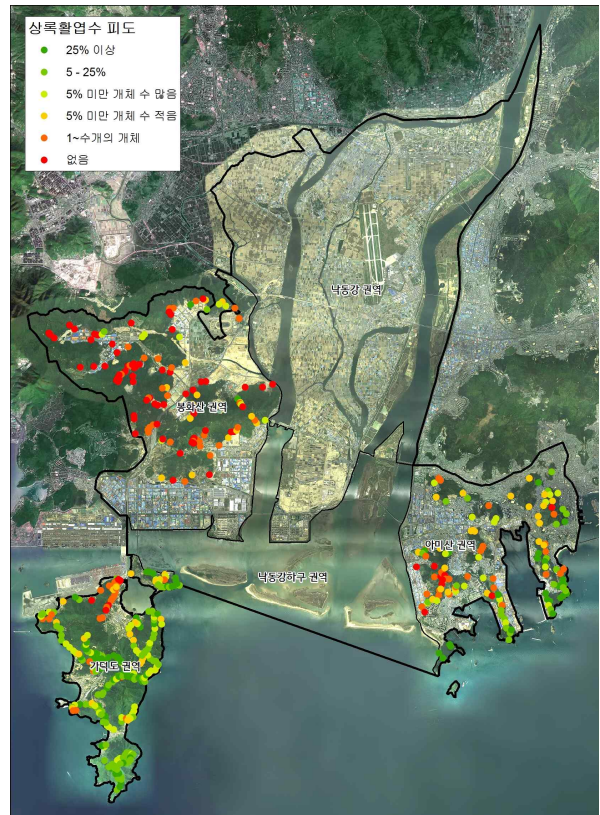 상록활엽수 피도
25% 이상
5 - 25%
5% 미만 개체 수 많음
5% 미만 개체 수 적음
1~수개의 개체
없음
낙동강 권역
봉화산 권역
아미산 권역
낙동강하구 권역
가덕도 권역